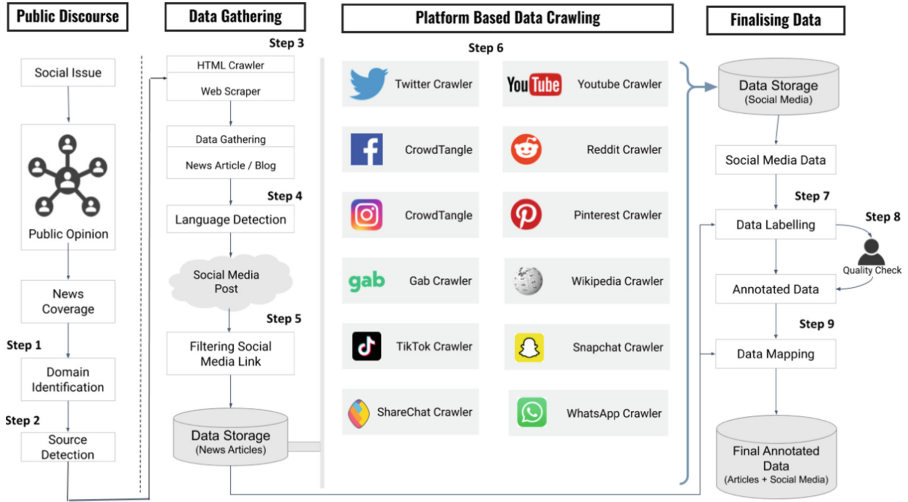 Public Discourse
Social Issue
Public Opinion
News
Coverage
Step 1
Domain
Identification
Step 2
Source
Detection
Data Gathering
Step 3
HTML Crawler
Web Scraper
Data Gathering
News Article / Blog
Step 4
Language Detection
Social Media
Post
Step 5
Filtering Social
Media Link
Data Storage
(News Articles)
Platform Based Data Crawling
Step 6
Twitter Crawler
YouTube
Youtube Crawler
CrowdTangle
Reddit Crawler
CrowdTangle
Pinterest Crawler
gab
Gab Crawler
Wikipedia Crawler
TikTok Crawler
Snapchat Crawler
ShareChat Crawler
WhatsApp Crawler
Finalising Data
Data Storage
(Social Media)
Social Media Data
Step 7
Data Labelling
Step 8
Quality Check
Annotated Data
Step 9
Data Mapping
Final Annotated
Data
(Articles + Social Media)